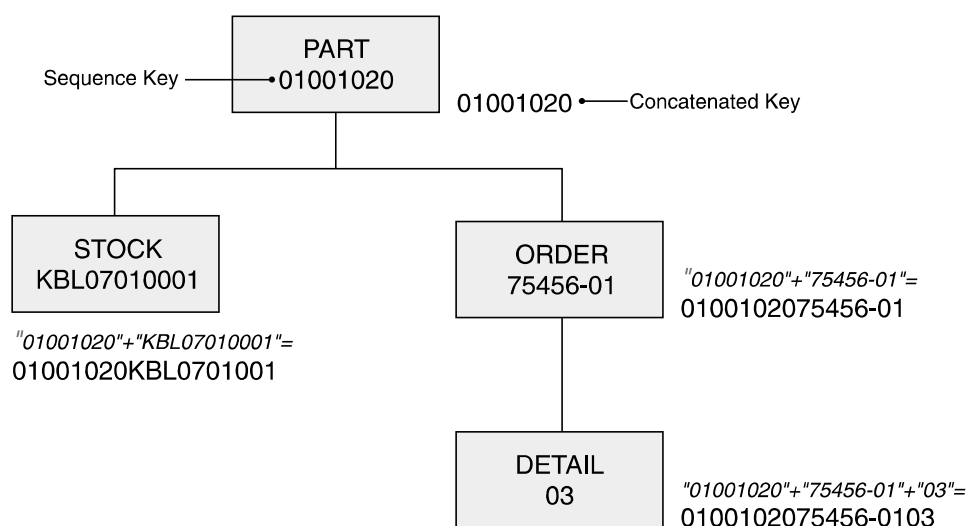 PART
Sequence Key
01001020
01001020
Concatenated Key
STOCK
KBL07010001
ORDER
75456-01
"01001020"+"75456-01"=
0100102075456-01
"01001020"+"KBL07010001"=
01001020KBL0701001
DETAIL
03
"01001020"+"75456-01"+"03"=
0100102075456-0103